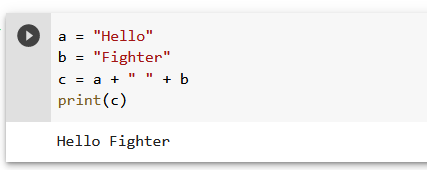 a = "Hello"
b = "Fighter"
c = a + " " + b
print(c)
Hello Fighter